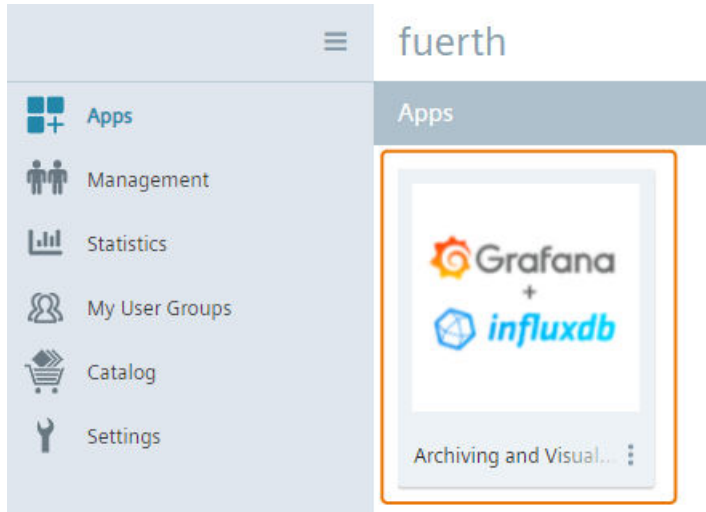 fuerth
Apps
Management
Statistics
My User Groups
Catalog
Settings
Apps
Grafana
+
influxdb
Archiving and Visual...